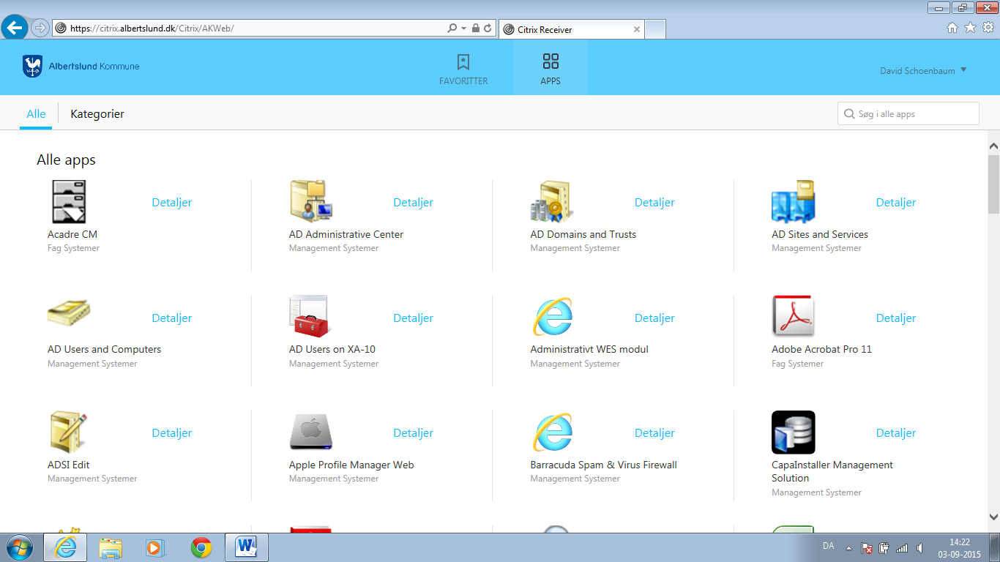 https://citrix.albertslund.dk/Citrix/AKWeb/
Citrix Receiver
Albertslund Kommune
FAVORITTER
APPS
David Schoenbaum
Alle
Kategorier
Søg i alle apps
Alle apps
Detaljer
Detaljer
Detaljer
Detaljer
Acadre CM
AD Administrative Center
AD Domains and Trusts
AD Sites and Services
Fag Systemer
Management Systemer
Management Systemer
Management Systemer
Detaljer
Detaljer
Detaljer
Detaljer
AD Users and Computers
AD Users on XA-10
Administrativt WES modul
Adobe Acrobat Pro 11
Management Systemer
Management Systemer
Management Systemer
Fag Systemer
Detaljer
Detaljer
Detaljer
Detaljer
ADSI Edit
Apple Profile Manager Web
Barracuda Spam & Virus Firewall
CapaInstaller Management
Solution
Management Systemer
Management Systemer
Management Systemer
Management Systemer
DA
14:22
03-09-2015